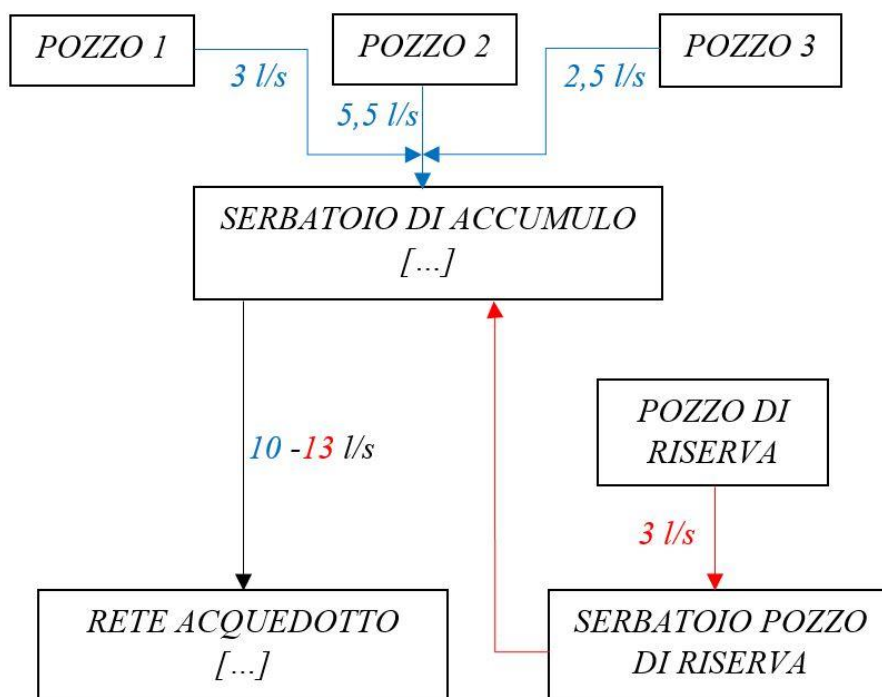 POZZO 1
POZZO 2
POZZO 3
3 l/s
5,5 l/s
2,5 l/s
SERBATOIO DI ACCUMULO
[...]
POZZO DI
RISERVA
10 -13 l/s
3 l/s
RETE ACQUEDOTTO
[...]
SERBATOIO POZZO
DI RISERVA